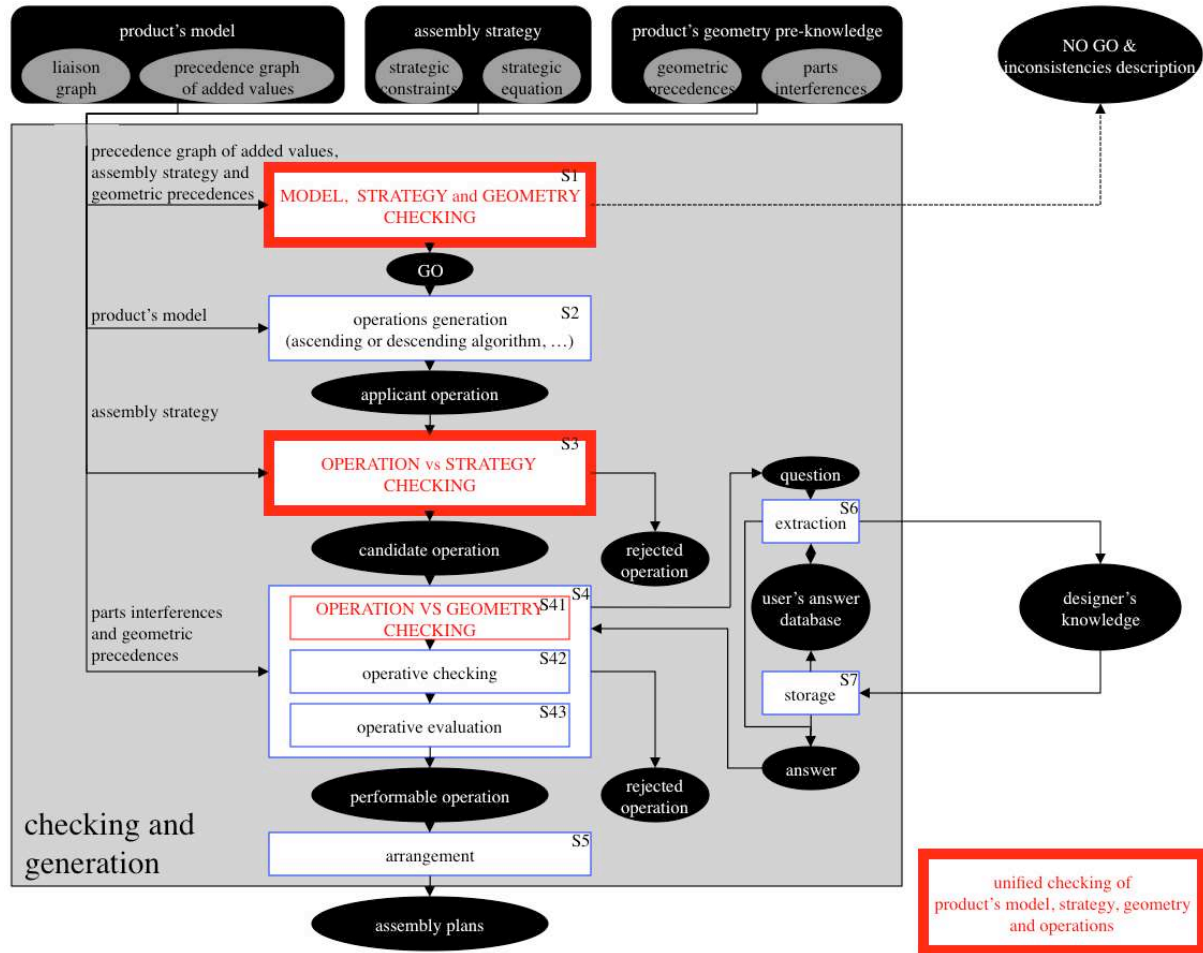 product's model
liaison
graph
precedence graph
of added values
assembly strategy
strategic
constraints
strategic
equation
product's geometry pre-knowledge
geometric
precedences
parts
interferences
NO GO &
inconsistencies description
precedence graph of added values,
assembly strategy and
geometric precedences
S1
MODEL, STRATEGY and GEOMETRY
CHECKING
GO
product's model
S2
operations generation
(ascending or descending algorithm, …)
applicant operation
assembly strategy
S3
OPERATION vs STRATEGY
CHECKING
question
S6
extraction
candidate operation
rejected
operation
parts interferences
and geometric
precedences
S4
S41
OPERATION VS GEOMETRY
CHECKING
user's answer
database
designer's
knowledge
S42
operative checking
S7
storage
S43
operative evaluation
answer
performable operation
rejected
operation
checking and
generation
S5
arrangement
assembly plans
unified checking of
product's model, strategy, geometry
and operations